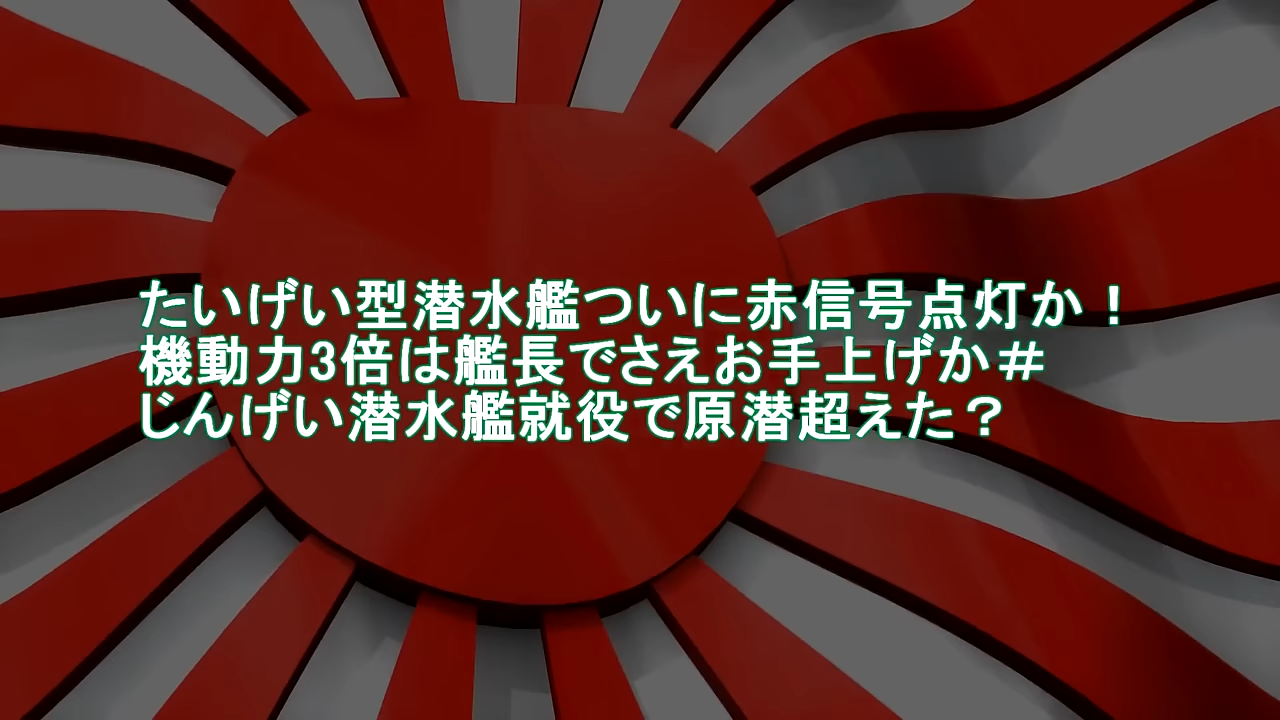 たいげい型潜水艦ついに赤信号点灯か！
機動力3倍は艦長でさえお手上げか＃
じんげい潜水艦就役で原潜超えた？